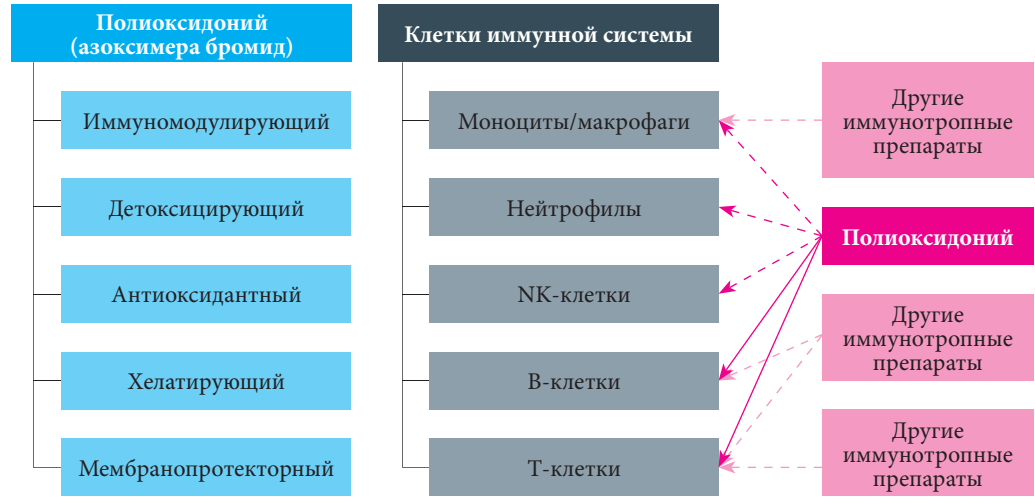 Полиоксидоний
(азоксимера бромид)
Иммуномодулирующий
Детоксицирующий
Антиоксидантный
Хелатирующий
Мембранопротекторный
Клетки иммунной системы
Моноциты/макрофаги
Нейтрофилы
NK-клетки
В-клетки
Т-клетки
Другие
иммунотропные
препараты
Полиоксидоний
Другие
иммунотропные
препараты
Другие
иммунотропные
препараты